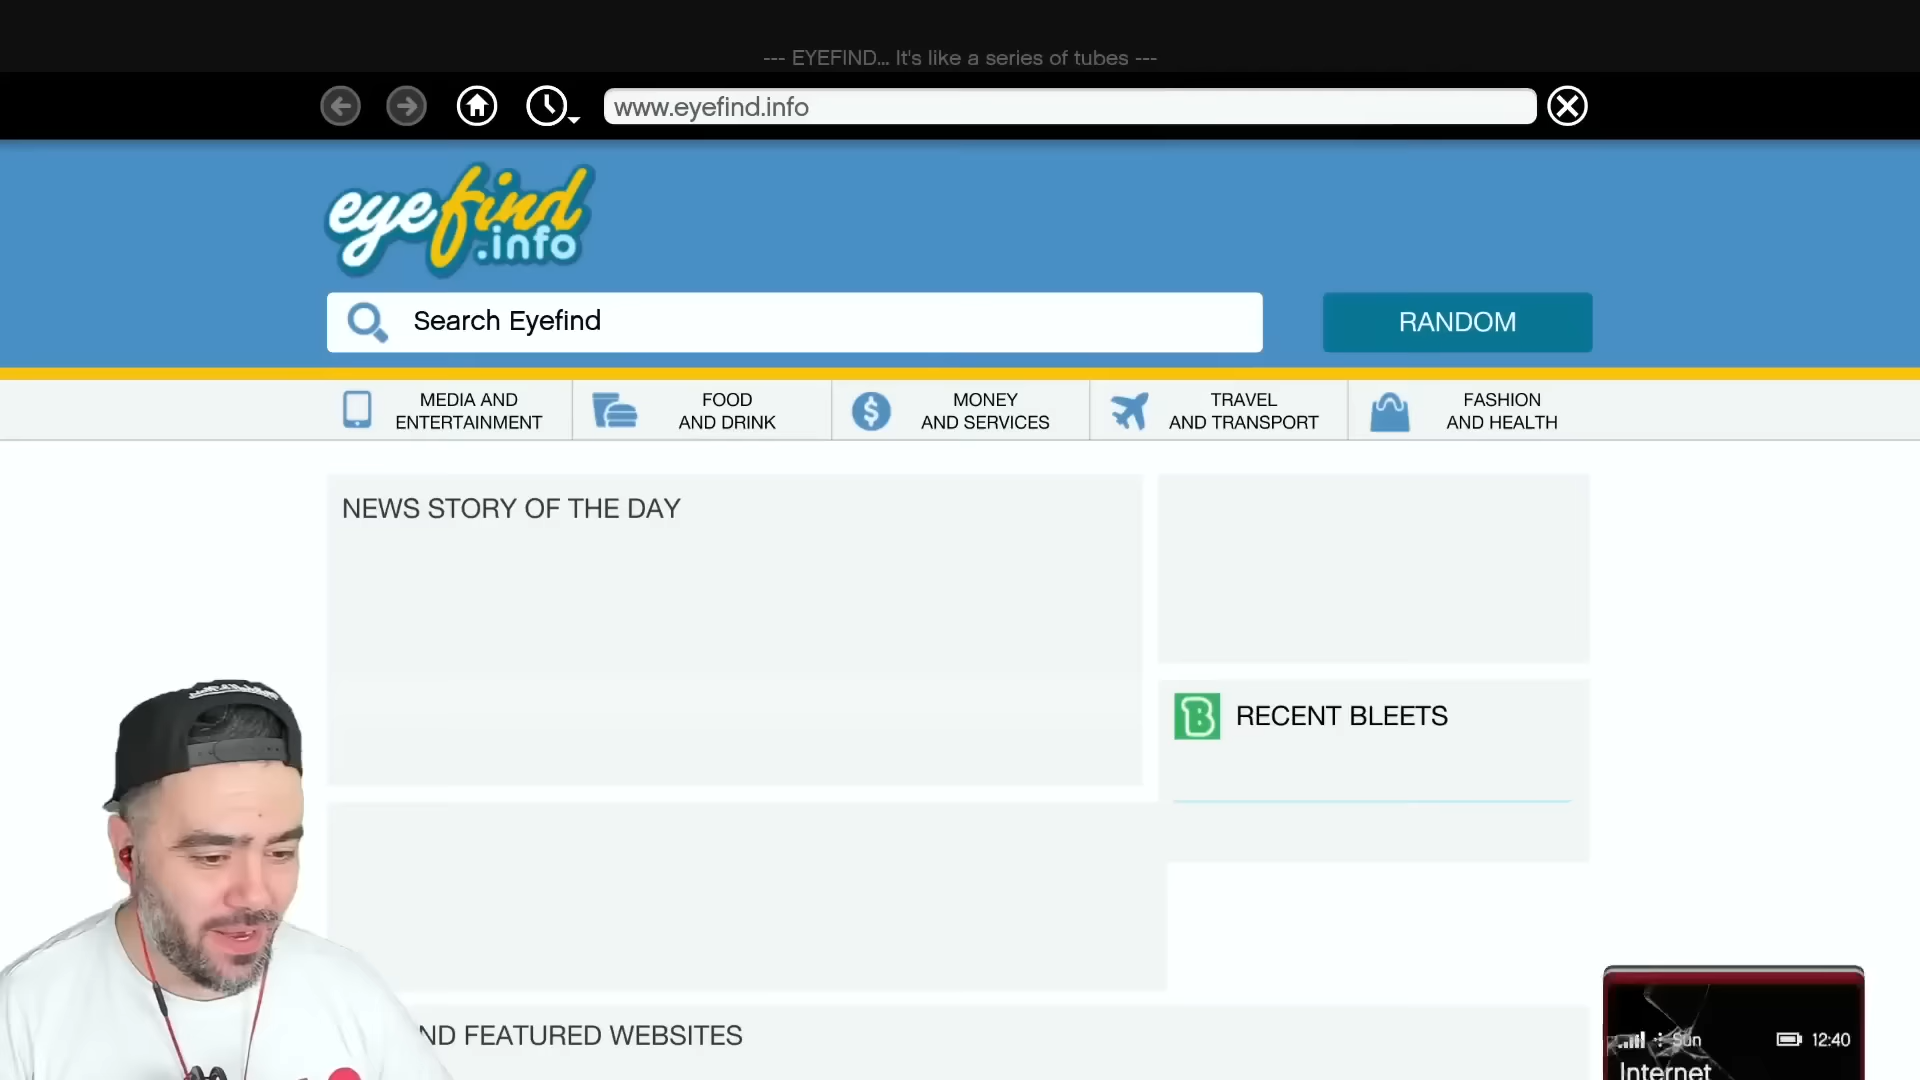 --- EYEFIND... It's like a series of tubes ---
www.eyefind.info
eyefind
.info
Search Eyefind
RANDOM
MEDIA AND
ENTERTAINMENT
FOOD
AND DRINK
MONEY
AND SERVICES
TRAVEL
AND TRANSPORT
FASHION
AND HEALTH
NEWS STORY OF THE DAY
B RECENT BLEETS
ND FEATURED WEBSITES
Sun 12:40
Internet